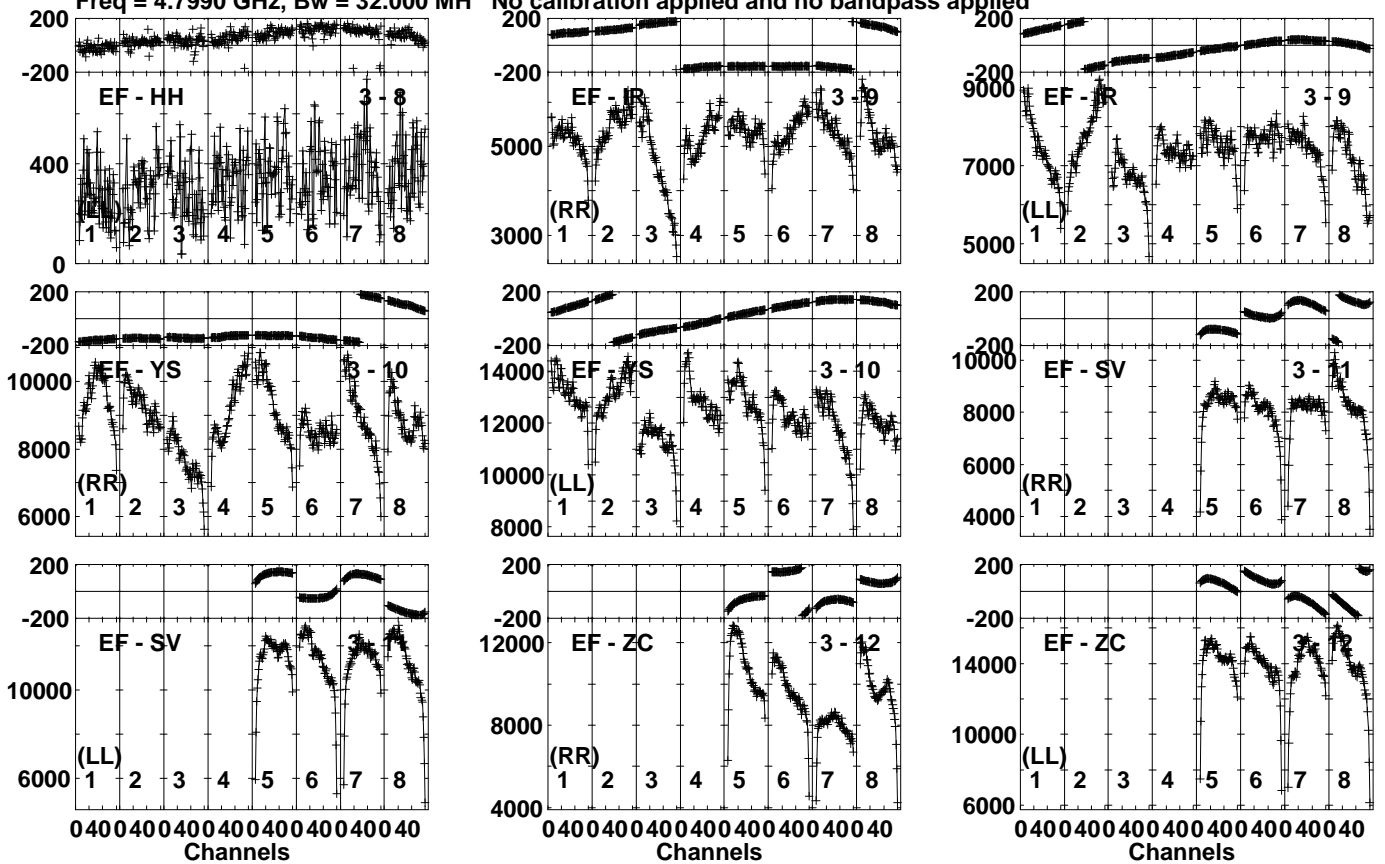 Freq = 4.7990 GHz, Bw = 32.000 MH No calibration applied and no bandpass applied
200
-200
EF - HH 3 - 8
400
(LL)
1 2 3 4 5 6 7 8
0
200
-200
EF - IR 3 - 9
5000
(RR)
3000 1 2 3 4 5 6 7 8
200
-200
9000 EF - IR 3 - 9
7000
(LL)
5000 1 2 3 4 5 6 7 8
200
-200
EF - YS 3 - 10
10000
8000
(RR)
6000 1 2 3 4 5 6 7 8
200
-200
14000 EF - YS 3 - 10
12000
10000 (LL)
1 2 3 4 5 6 7 8
8000
200
-200
10000 EF - SV 3 - 11
8000
6000 (RR)
1 2 3 4 5 6 7 8
4000
200
-200
EF - SV
10000
(LL)
6000 1 2 3 4 5 6 7 8
200
-200
12000 EF - ZC 3 - 12
8000
(RR)
1 2 3 4 5 6 7 8
4000
200
-200
EF - ZC 3 - 12
14000
10000
(LL)
1 2 3 4 5 6 7 8
6000
0 40 0 40 0 40 0 40 0 40 0 40 0 40 0 40
Channels
0 40 0 40 0 40 0 40 0 40 0 40 0 40 0 40
Channels
0 40 0 40 0 40 0 40 0 40 0 40 0 40 0 40
Channels